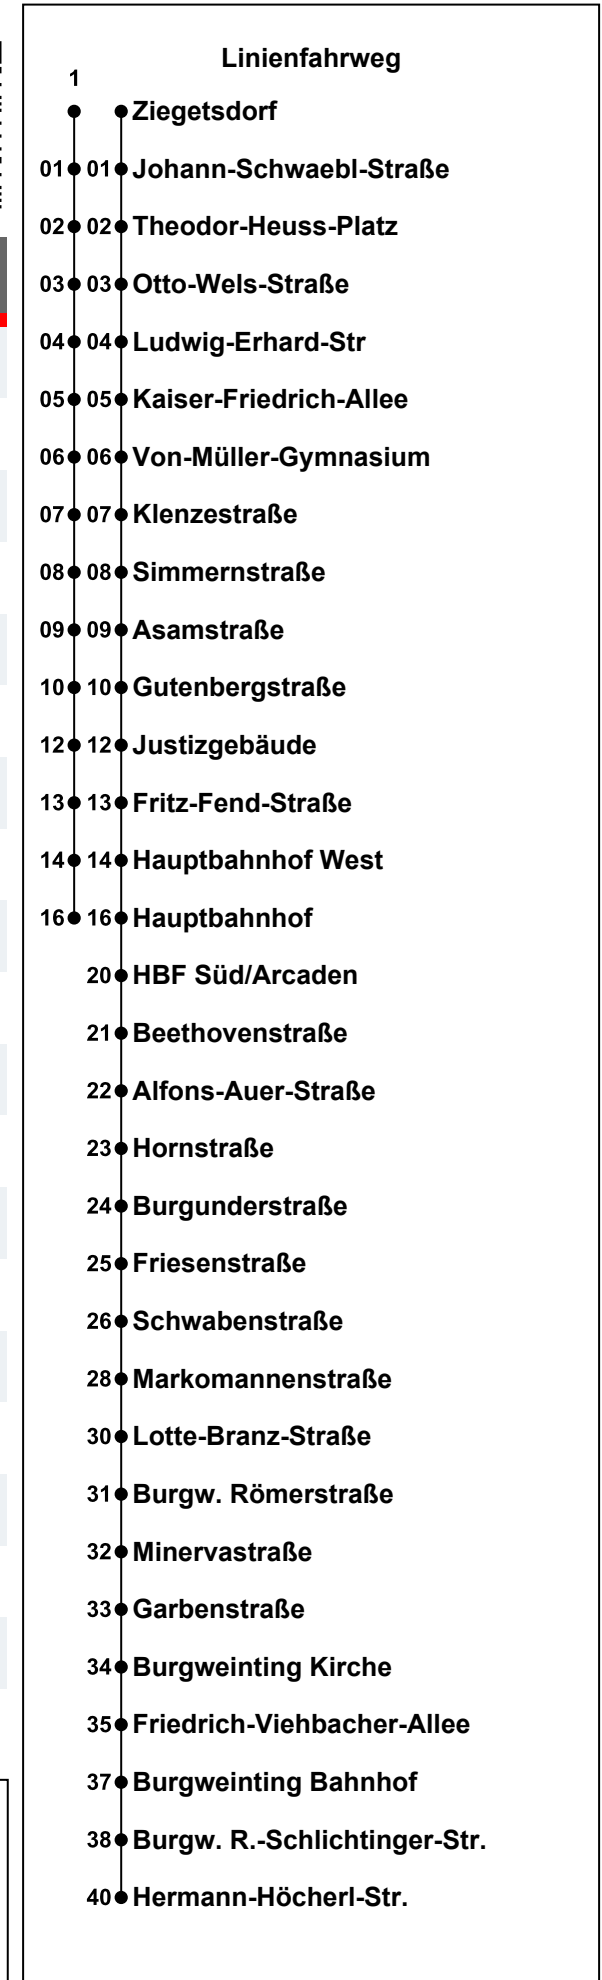 Linienfahrweg
1
Ziegetsdorf
01 01 Johann-Schwaebl-Straße
02 02 Theodor-Heuss-Platz
03 03 Otto-Wels-Straße
04 04 Ludwig-Erhard-Str
05 05 Kaiser-Friedrich-Allee
06 06 Von-Müller-Gymnasium
07 07 Klenzestraße
08 08 Simmernstraße
09 09 Asamstraße
10 10 Gutenbergstraße
12 12 Justizgebäude
13 13 Fritz-Fend-Straße
14 14 Hauptbahnhof West
16 16 Hauptbahnhof
20 HBF Süd/Arcaden
21 Beethovenstraße
22 Alfons-Auer-Straße
23 Hornstraße
24 Burgunderstraße
25 Friesenstraße
26 Schwabenstraße
28 Markomannenstraße
30 Lotte-Branz-Straße
31 Burgw. Römerstraße
32 Minervastraße
33 Garbenstraße
34 Burgweinting Kirche
35 Friedrich-Viehbacher-Allee
37 Burgweinting Bahnhof
38 Burgw. R.-Schlichtinger-Str.
40 Hermann-Höcherl-Str.